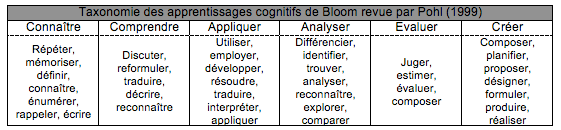 Taxonomie des apprentissages cognitifs de Bloom revue par Pohl (1999)
Connaître
Comprendre
Appliquer
Analyser
Evaluer
Créer
Répéter,
mémoriser,
définir,
connaître,
énumérer,
rappeler, écrire
Discuter,
reformuler,
traduire,
décrire,
reconnaître
Utiliser,
employer,
développer,
résoudre,
traduire,
interpréter,
appliquer
Différencier,
identifier,
trouver,
analyser,
reconnaître,
explorer,
comparer
Juger,
estimer,
évaluer,
composer
Composer,
planifier,
proposer,
désigner,
formuler,
produire,
réaliser